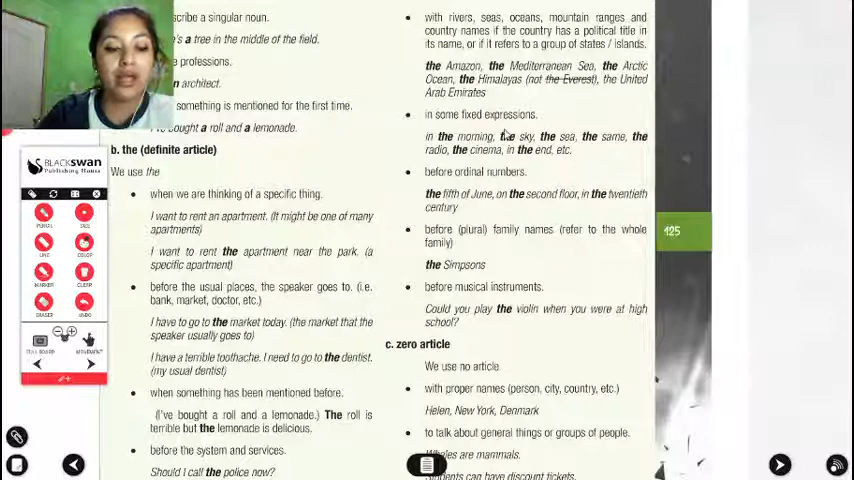 scribe a singular noun.
's a tree in the middle of the field.
e professions.
n architect.
something is mentioned for the first time.
I've bought a roll and a lemonade.
b. the (definite article)
We use the
• when we are thinking of a specific thing.
I want to rent an apartment. (It might be one of many
apartments)
I want to rent the apartment near the park. (a
specific apartment)
• before the usual places, the speaker goes to. (i.e.
bank, market, doctor, etc.)
I have to go to the market today. (the market that the
speaker usually goes to)
I have a terrible toothache. I need to go to the dentist.
(my usual dentist)
• when something has been mentioned before.
(I've bought a roll and a lemonade.) The roll is
terrible but the lemonade is delicious.
• before the system and services.
Should I call the police now?
• with rivers, seas, oceans, mountain ranges and
country names if the country has a political title in
its name, or if it refers to a group of states / islands.
the Amazon, the Mediterranean Sea, the Arctic
Ocean, the Himalayas (not the Everest), the United
Arab Emirates
• in some fixed expressions.
in the morning, the sky, the sea, the same, the
radio, the cinema, in the end, etc.
• before ordinal numbers.
the fifth of June, on the second floor, in the twentieth
century
• before (plural) family names (refer to the whole
family)
the Simpsons
• before musical instruments.
Could you play the violin when you were at high
school?
c. zero article
We use no article
• with proper names (person, city, country, etc.)
Helen, New York, Denmark
• to talk about general things or groups of people.
Whales are mammals.
Students can have discount tickets.
125
BLACKSWAN
Publishing House
LINE
COLOR
MARKER
CLEAR
ERASER
UNDO
MOVEMENT